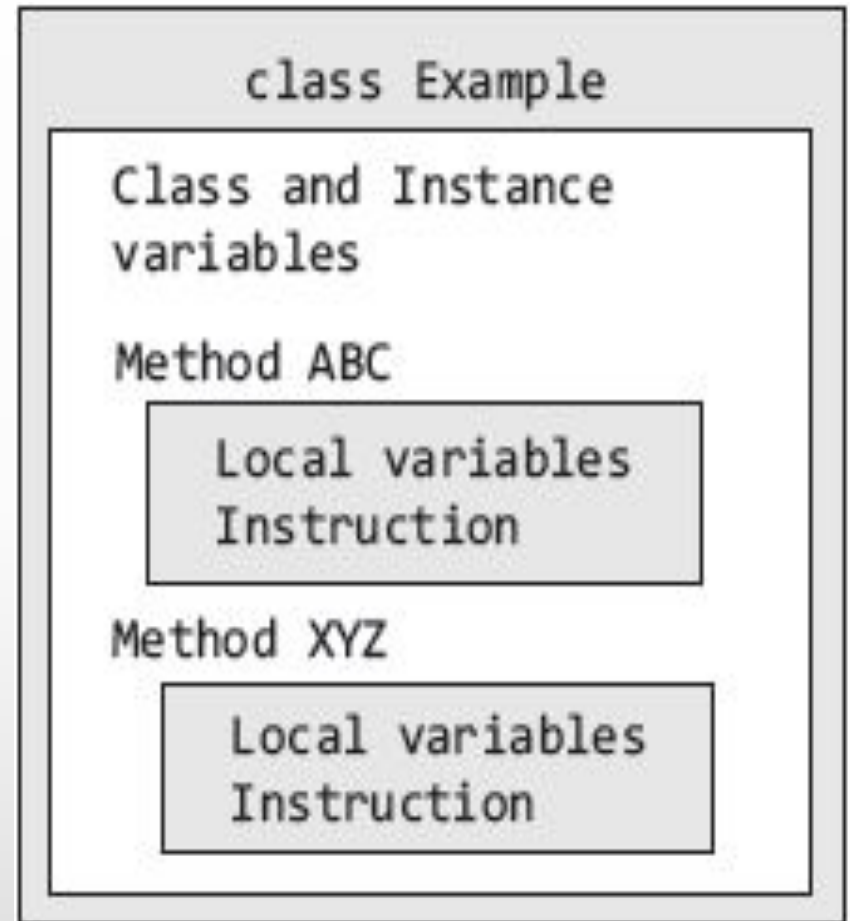 class Example
Class and Instance
variables
Method ABC
Local variables
Instruction
Method XYZ
Local variables
Instruction